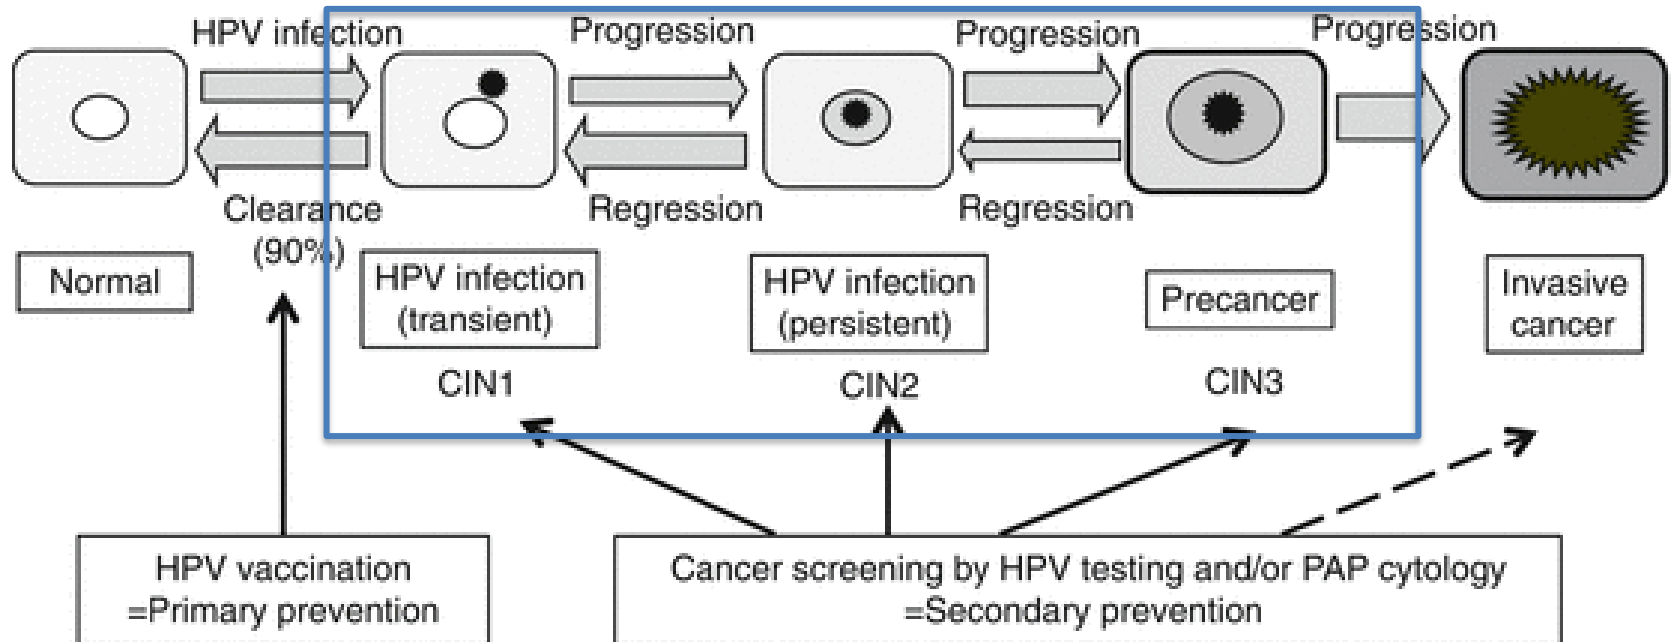 HPV infection
Progression
Progression
Progression
Clearance
(90%)
Regression
Regression
Normal
HPV infection
(transient)
HPV infection
(persistent)
Precancer
Invasive
cancer
CIN1
CIN2
CIN3
HPV vaccination
=Primary prevention
Cancer screening by HPV testing and/or PAP cytology
=Secondary prevention